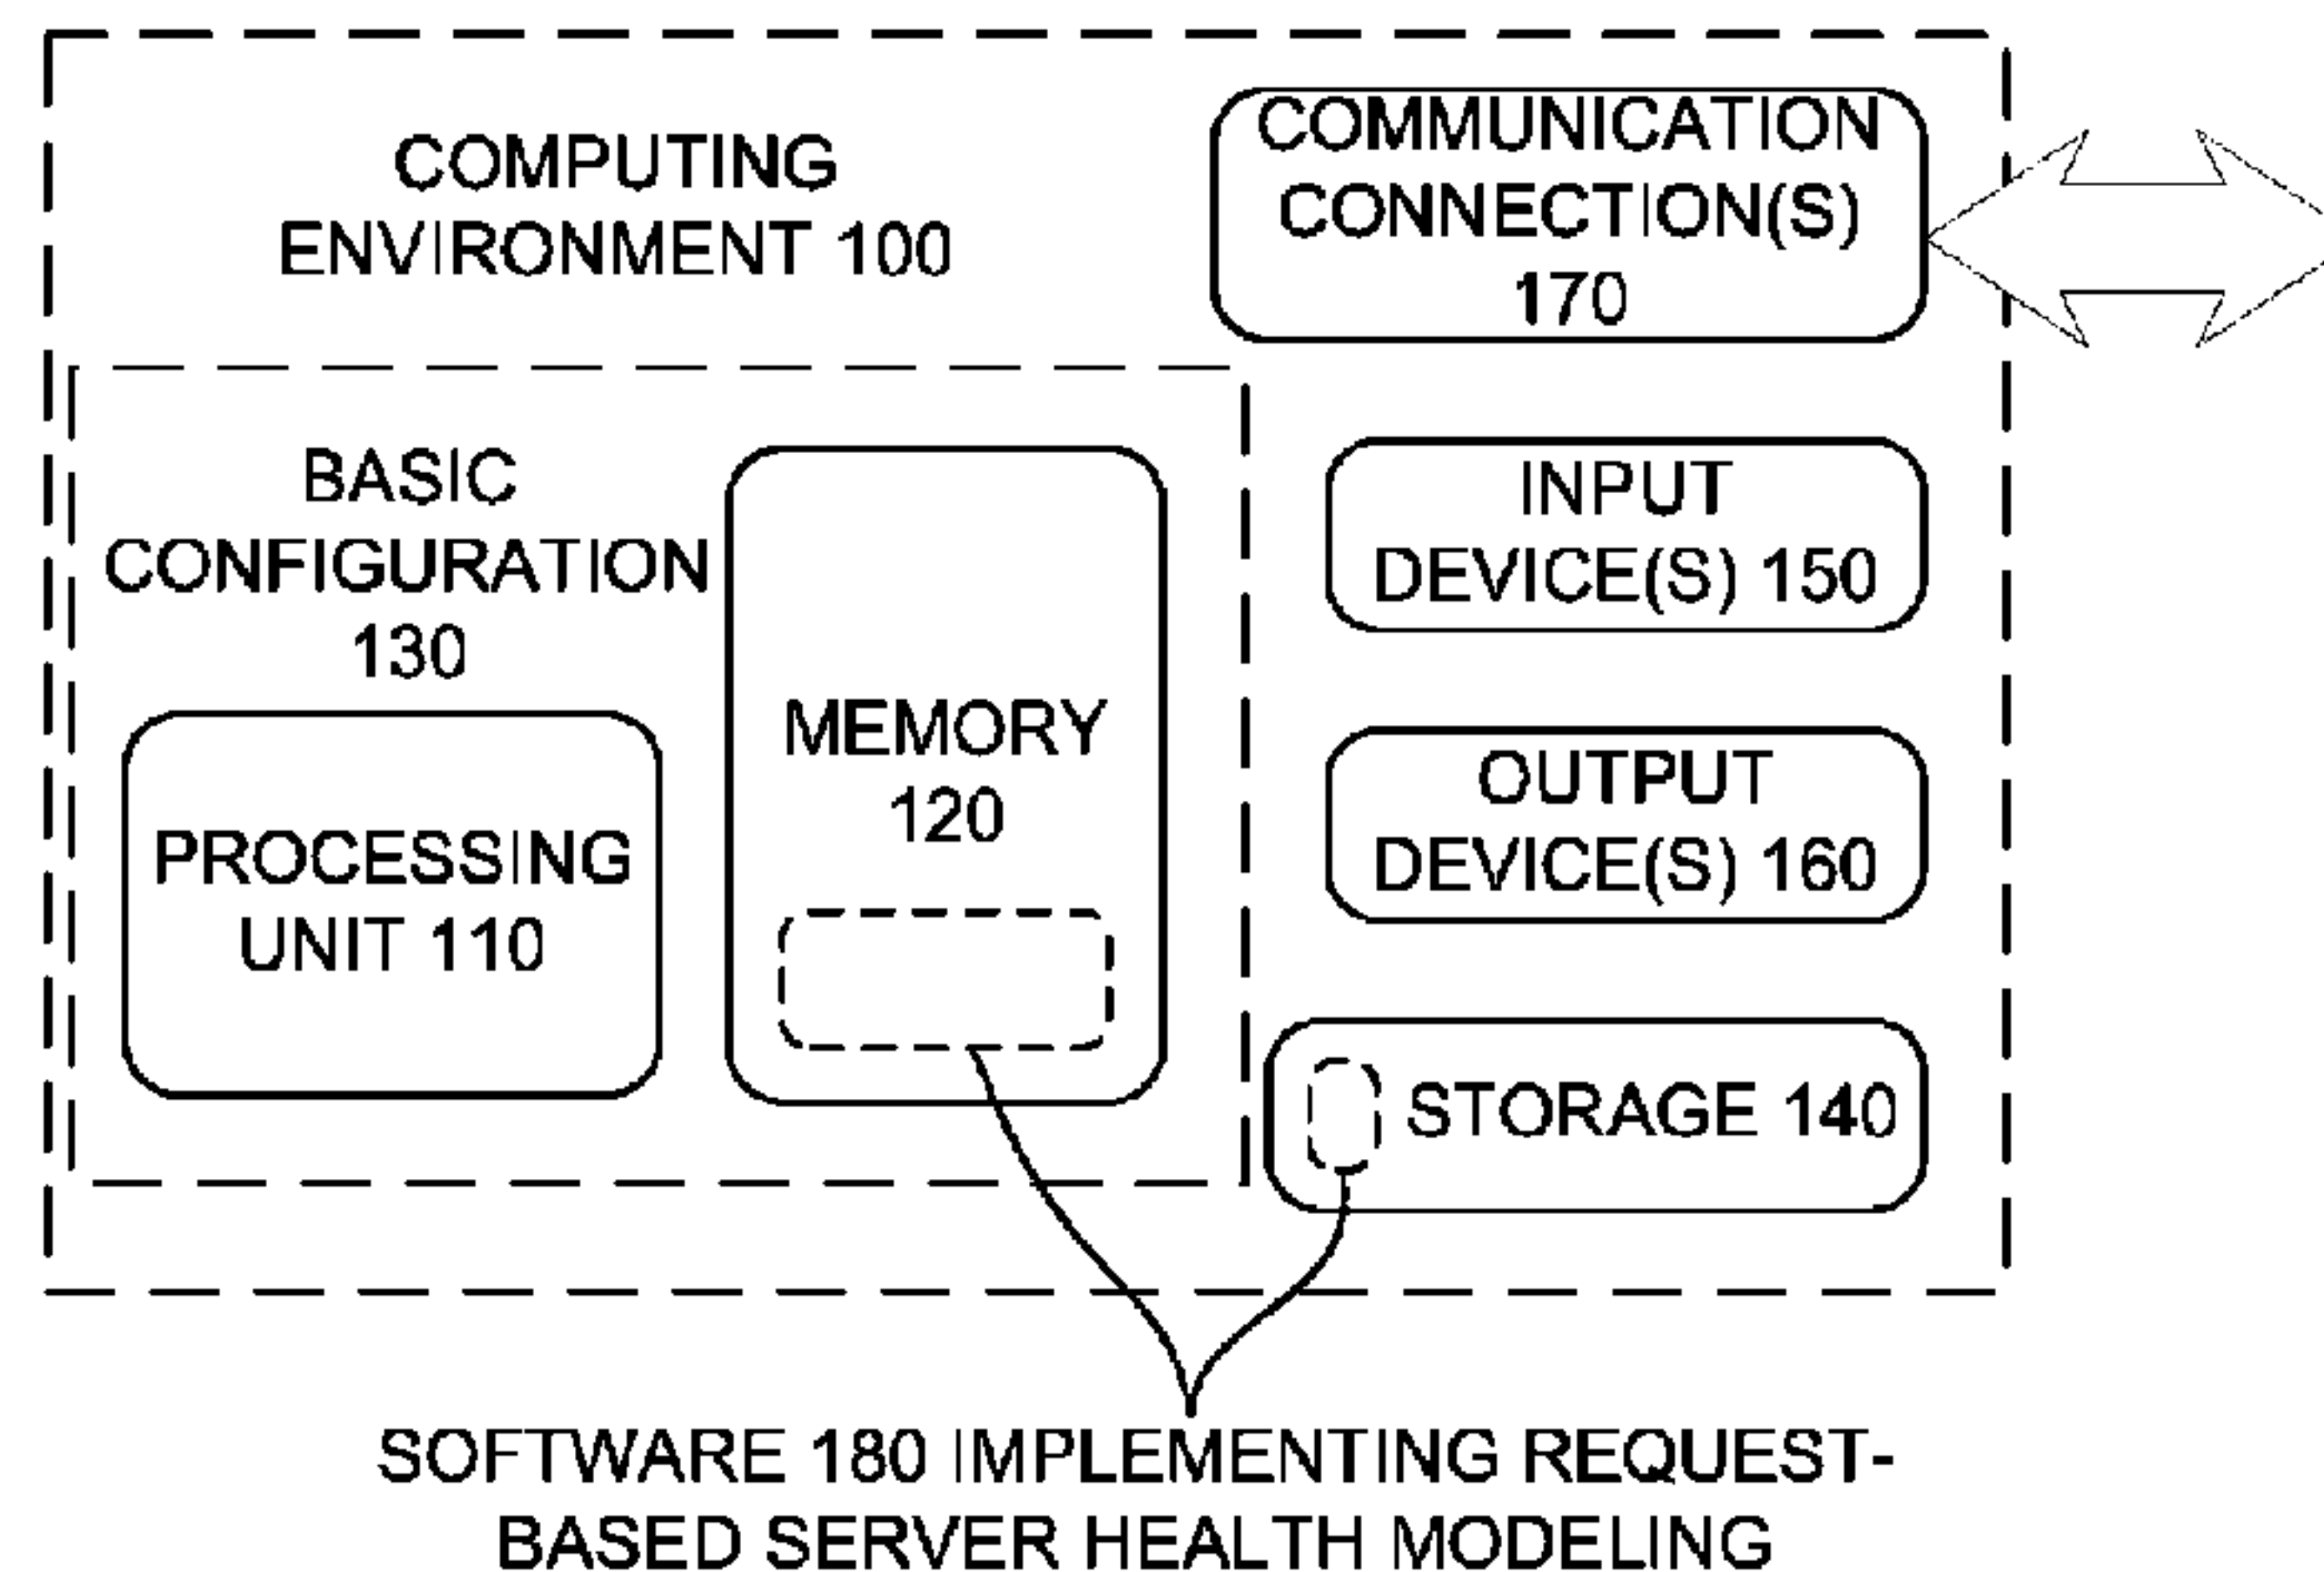 COMPUTING
ENVIRONMENT 100
COMMUNICATION
CONNECTION(S)
170
BASIC
CONFIGURATION
130
PROCESSING
UNIT 110
MEMORY
120
INPUT
DEVICE(S) 150
OUTPUT
DEVICE(S) 160
STORAGE 140
SOFTWARE 180 IMPLEMENTING REQUEST-
BASED SERVER HEALTH MODELING